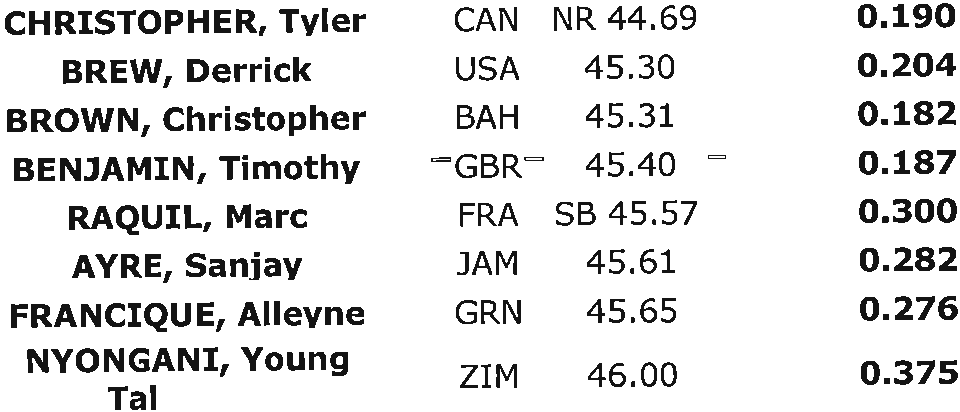 CHRISTOPHER, Tyler CAN NR 44.69 0.190
BREW, Derrick USA 45.30 0.204
BROWN, Christopher BAH 45.31 0.182
BENJAMIN, Timothy GBR 45.40 0.187
RAQUIL, Marc FRA SB 45.57 0.300
AYRE, Sanjay JAM 45.61 0.282
FRANCIQUE, Alleyne GRN 45.65 0.276
NYONGANI, Young ZIM 46.00 0.375
Tal